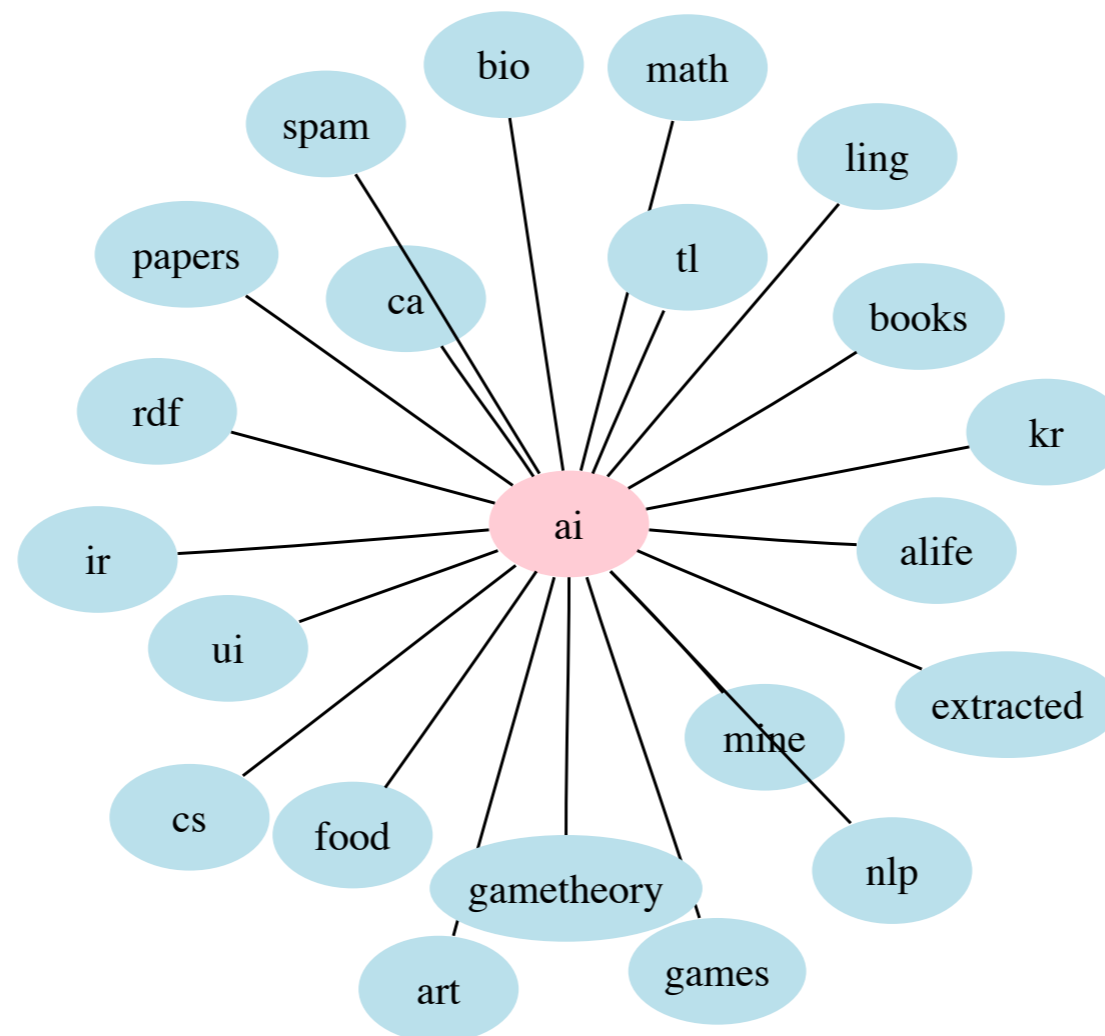 bio
math
spam
ling
papers
tl
ca
books
rdf
kr
ai
alife
ir
ui
extracted
mine
cs
food
nlp
gametheory
games
art